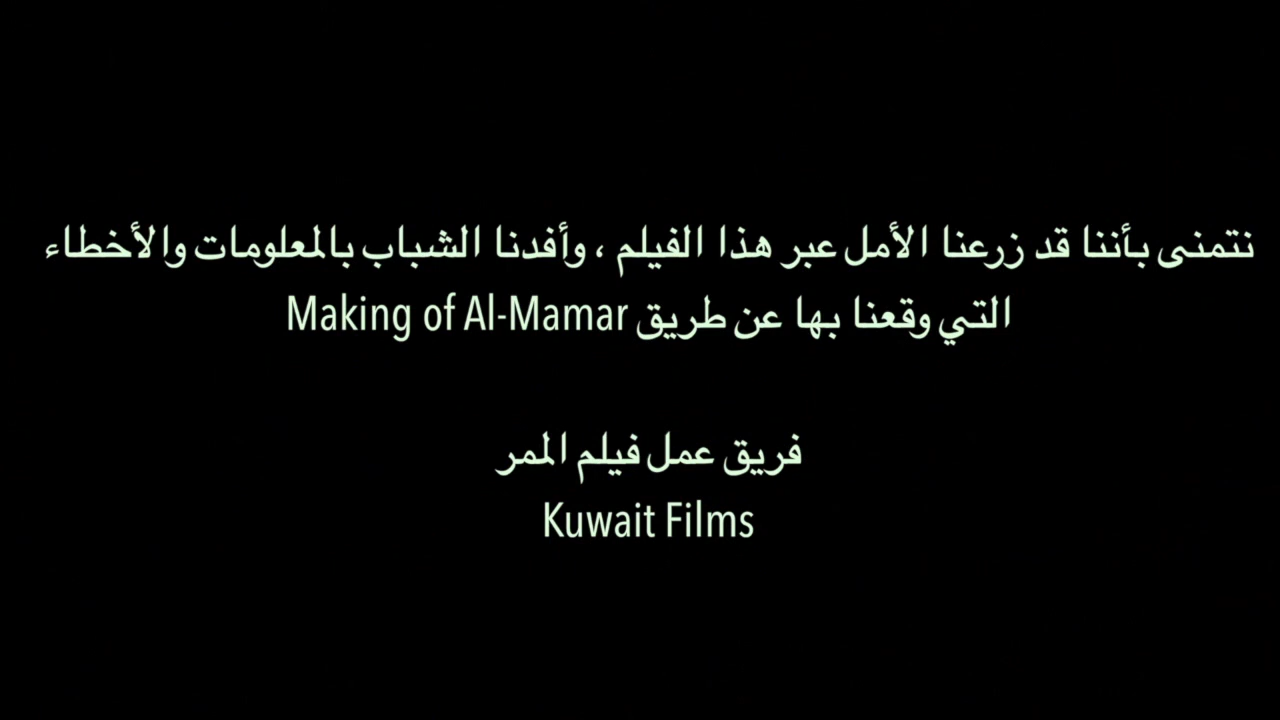 نتمنى بأننا قد زرعنا الأمل عبر هذا الفيلم ، وأفدنا الشباب بالمعلومات والأخطاء
التي وقعنا بها عن طريق Making of Al-Mamar
فريق عمل فيلم الممر
Kuwait Films